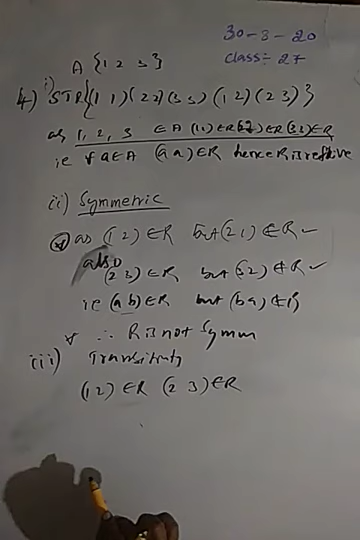 30-8-20
class:- 27
A {1 2 3}
4) i) STR{(1 1)(2 2)(3 3)(1 2)(2 3)}
as 1, 2, 3 ∈ A (1 1)∈R(2 2)∈R(3 3)∈R
ie ∀ a∈A (a a)∈R hence R is reflexive
ii) Symmetric
as (1 2)∈R but (2 1)∉R ✓
also
(2 3)∈R but (3 2)∉R ✓
ie (a b)∈R but (b a)∉R
∴ R is not Symm
iii) Transitivity
(1 2) ∈R (2 3)∈R